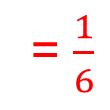 = 1/6